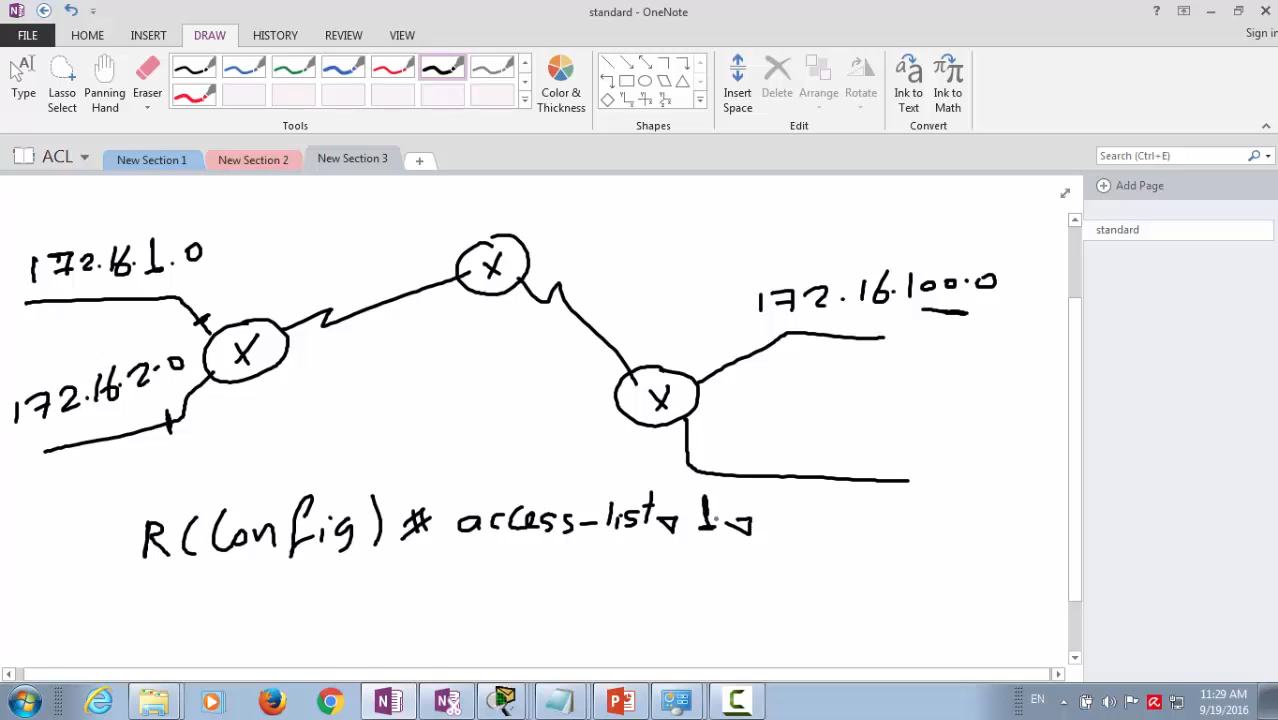 standard - OneNote
?
FILE HOME INSERT DRAW HISTORY REVIEW VIEW
Sign in
Type
Lasso Select
Panning Hand
Eraser
Color & Thickness
Insert Space
Delete
Arrange
Rotate
Ink to Text
Ink to Math
Tools
Shapes
Edit
Convert
ACL
New Section 1
New Section 2
New Section 3
Search (Ctrl+E)
Add Page
standard
172.16.1.0
172.16.2.0
172.16.100.0
X
X
X
R(Config)# access-list 1
EN
11:29 AM
9/19/2016